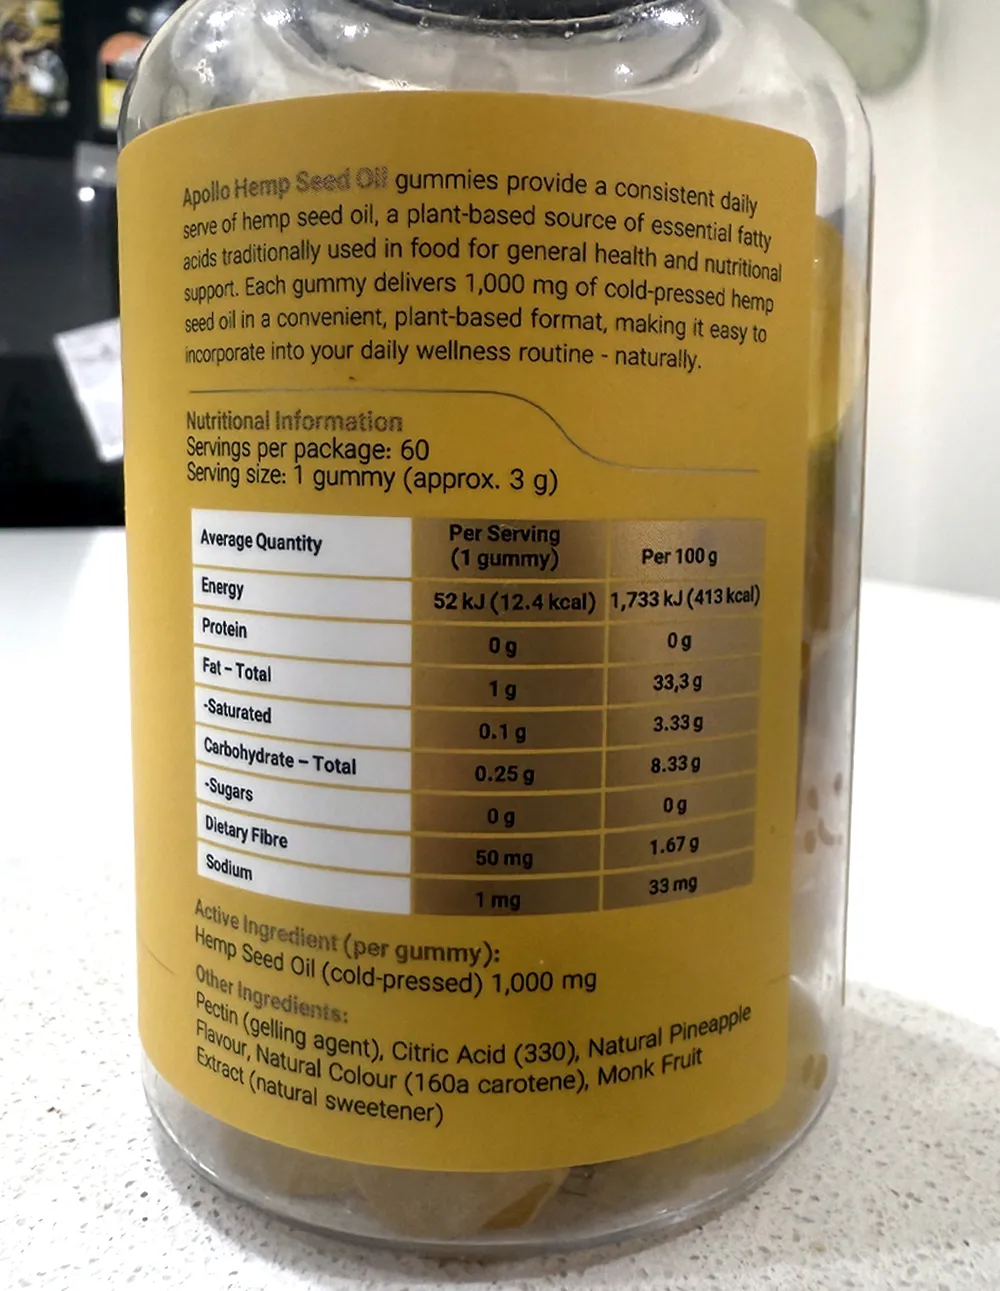 Apollo Hemp Seed Oil gummies provide a consistent daily
serve of hemp seed oil, a plant-based source of essential fatty
acids traditionally used in food for general health and nutritional
support. Each gummy delivers 1,000 mg of cold-pressed hemp
seed oil in a convenient, plant-based format, making it easy to
incorporate into your daily wellness routine - naturally.
Nutritional Information
Servings per package: 60
Serving size: 1 gummy (approx. 3 g)
Average Quantity Per Serving (1 gummy) Per 100 g
Energy 52 kJ (12.4 kcal) 1,733 kJ (413 kcal)
Protein 0 g 0 g
Fat – Total 1 g 33,3 g
-Saturated 0.1 g 3.33 g
Carbohydrate – Total 0.25 g 8.33 g
-Sugars 0 g 0 g
Dietary Fibre 50 mg 1.67 g
Sodium 1 mg 33 mg
Active Ingredient (per gummy):
Hemp Seed Oil (cold-pressed) 1,000 mg
Other Ingredients:
Pectin (gelling agent), Citric Acid (330), Natural Pineapple
Flavour, Natural Colour (160a carotene), Monk Fruit
Extract (natural sweetener)